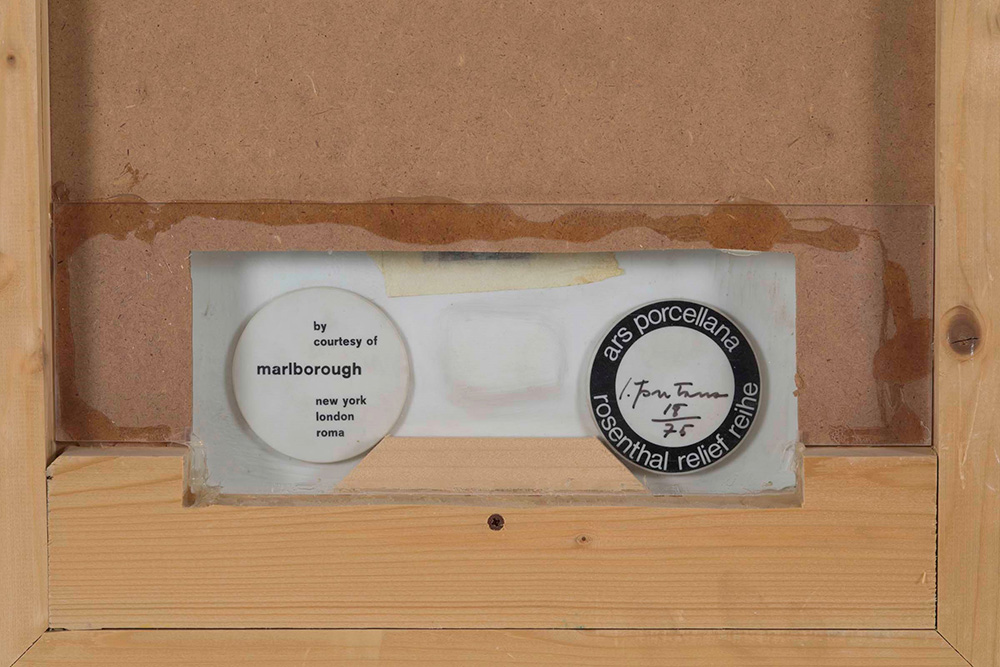 by
courtesy of
marlborough
new york
london
roma
ars porcellana
l. fontana
18
75
rosenthal relief reihe